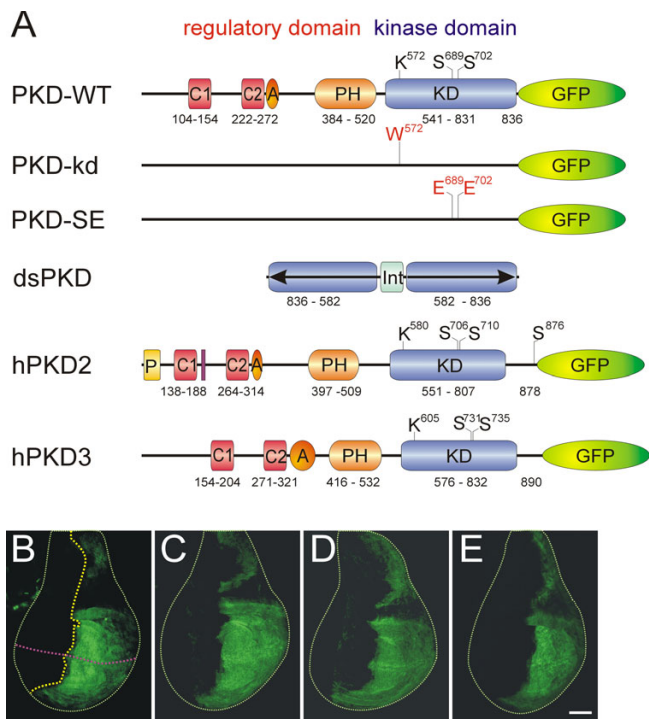 A
regulatory domain kinase domain
K572 S689 S702
PKD-WT C1 C2 A PH KD GFP
104-154 222-272 384 - 520 541 - 831 836
W572
PKD-kd GFP
E689 E702
PKD-SE GFP
dsPKD Int
836 - 582 582 - 836
K580 S706 S710 S876
hPKD2 P C1 C2 A PH KD GFP
138-188 264-314 397 -509 551 - 807 878
K605 S731 S735
hPKD3 C1 C2 A PH KD GFP
154-204 271-321 416 - 532 576 - 832 890
B C D E